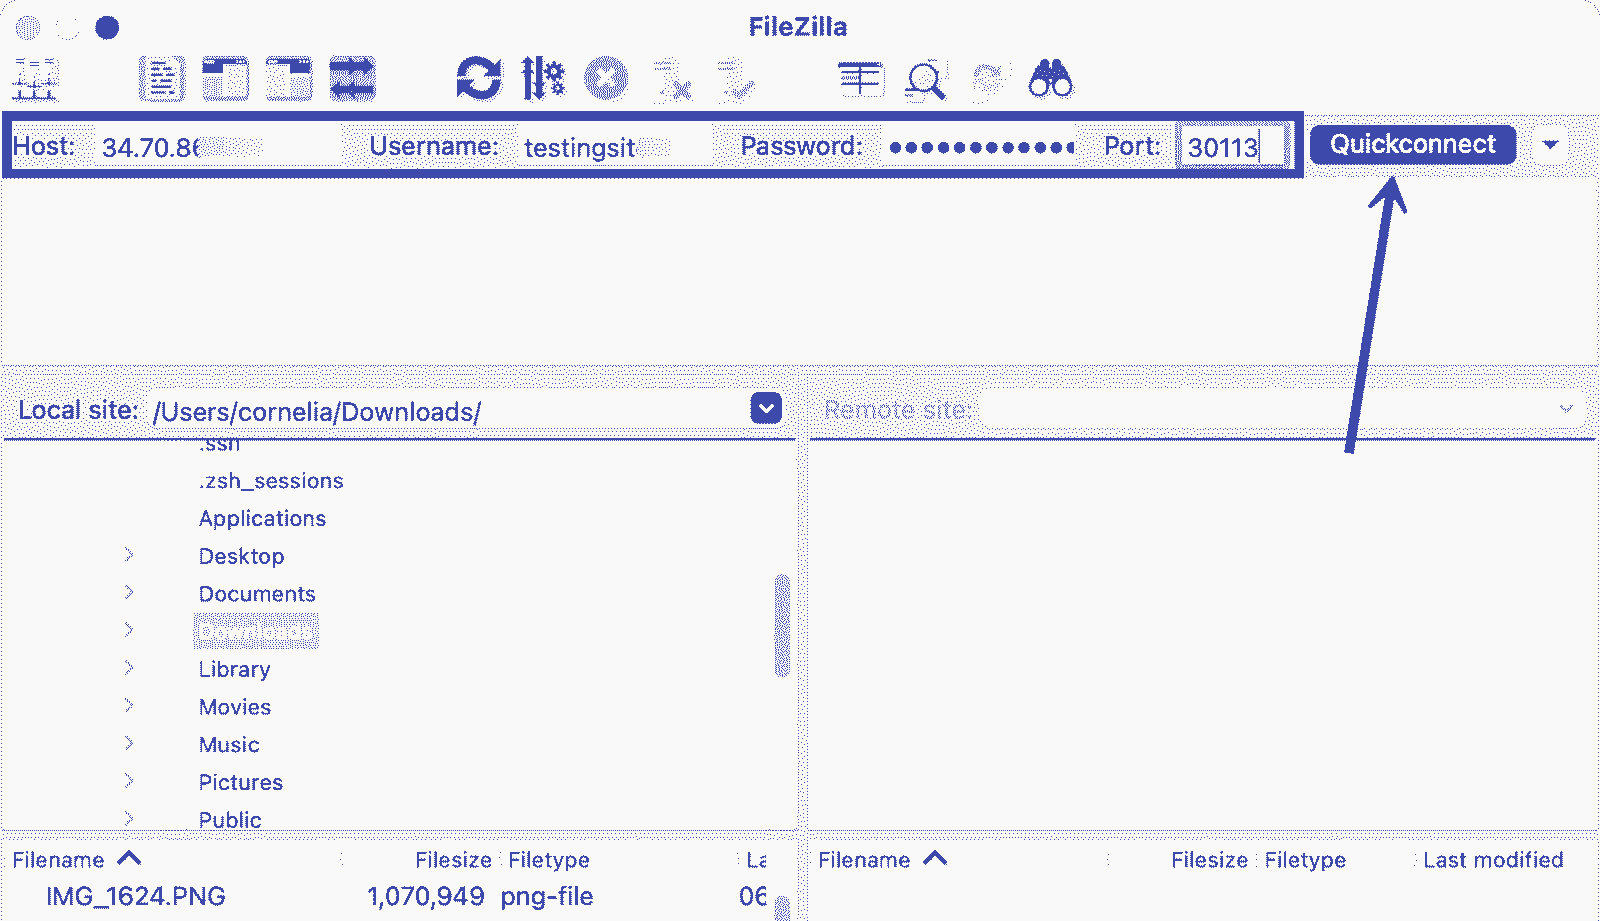 FileZilla
Host: 34.70.8 Username: testingsit Password: Port: 30113 Quickconnect
Local site: /Users/cornelia/Downloads/ Remote site:
.ssh
.zsh_sessions
Applications
Desktop
Documents
Downloads
Library
Movies
Music
Pictures
Public
Filename Filesize Filetype La Filename Filesize Filetype Last modified
IMG_1624.PNG 1,070,949 png-file 06